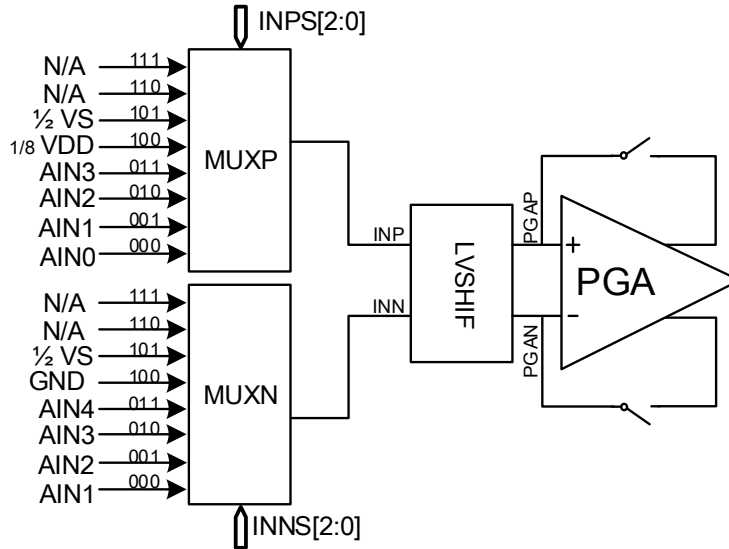 INPS[2:0]
N/A 111
N/A 110
½ VS 101
1/8 VDD 100
AIN3 011
AIN2 010
AIN1 001
AIN0 000
MUXP
N/A 111
N/A 110
½ VS 101
GND 100
AIN4 011
AIN3 010
AIN2 001
AIN1 000
MUXN
INNS[2:0]
INP
INN
LVSHIF
PGAP
PGAN
+
PGA
-